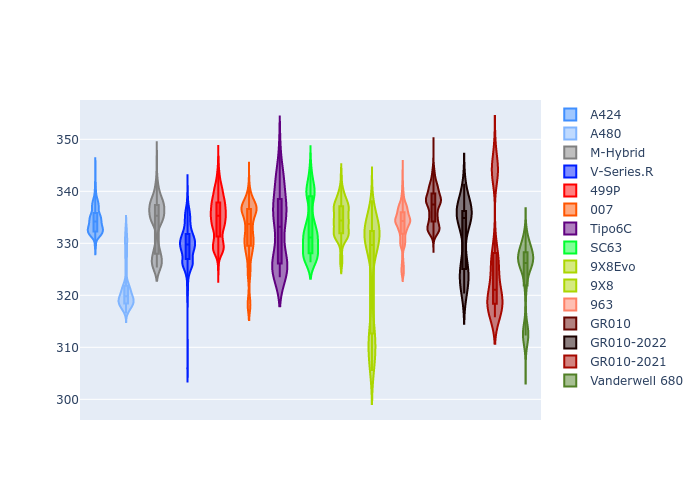 350
340
330
320
310
300
A424
A480
M-Hybrid
V-Series.R
499P
007
Tipo6C
SC63
9X8Evo
9X8
963
GR010
GR010-2022
GR010-2021
Vanderwell 680